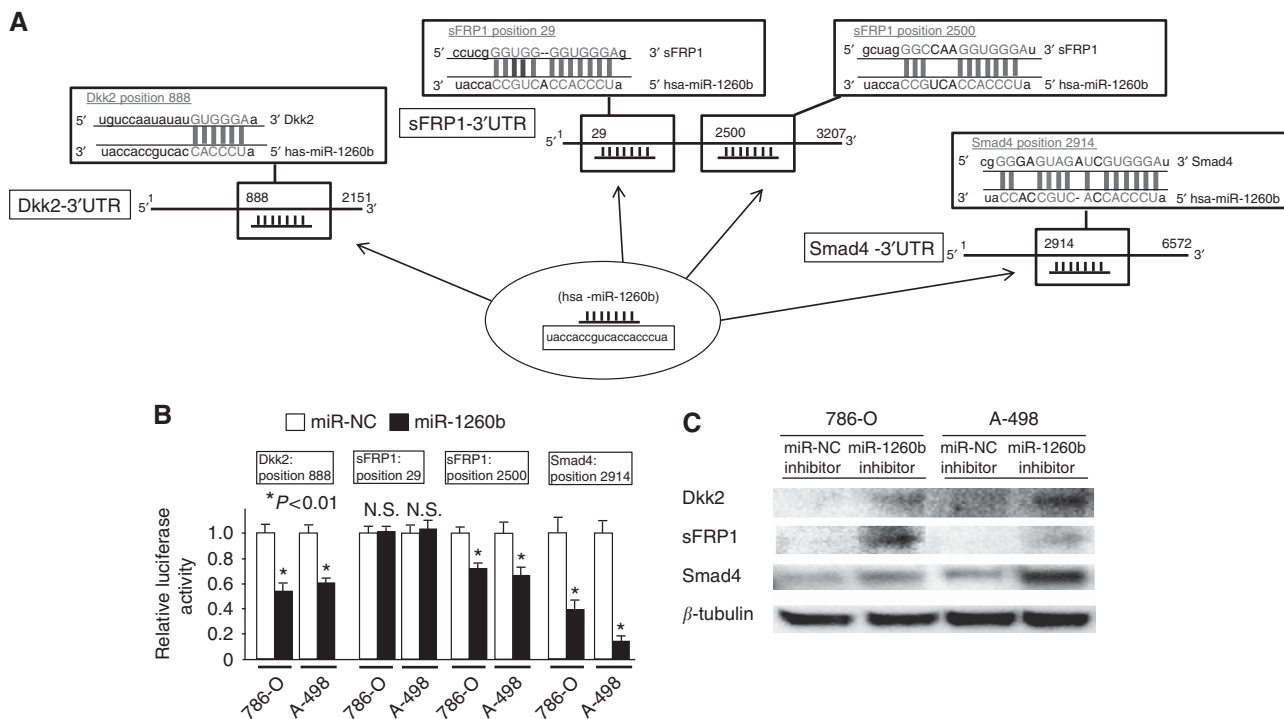 A
Dkk2 position 888
5′ uguccaauauauGUGGGAa 3′ Dkk2
3′ uaccaccgucacCACCCUa 5′ has-miR-1260b
Dkk2-3′UTR
5′ 1 888 2151 3′
sFRP1 position 29
5′ ccucgGGUGG--GGUGGGAg 3′ sFRP1
3′ uaccaCCGUCACCACCCUa 5′ hsa-miR-1260b
sFRP1-3′UTR
5′ 1 29 2500 3207 3′
sFRP1 position 2500
5′ gcuagGGCCAAGGUGGGAu 3′ sFRP1
3′ uaccaCCGUCACCACCCUa 5′ hsa-miR-1260b
Smad4 position 2914
5′ cgGGGAGUAGAUCGUGGGAu 3′ Smad4
3′ uaCCACCGUC-ACCACCCUa 5′ hsa-miR-1260b
Smad4 -3′UTR
5′ 1 2914 6572 3′
(hsa -miR-1260b)
uaccaccgucaccacccua
B
miR-NC miR-1260b
Dkk2: position 888
sFRP1: position 29
sFRP1: position 2500
Smad4: position 2914
*P<0.01
N.S. N.S.
* * * * * *
Relative luciferase activity
1.0
0.8
0.6
0.4
0.2
0
786-O A-498 786-O A-498 786-O A-498 786-O A-498
C
786-O A-498
miR-NC inhibitor miR-1260b inhibitor miR-NC inhibitor miR-1260b inhibitor
Dkk2
sFRP1
Smad4
β-tubulin